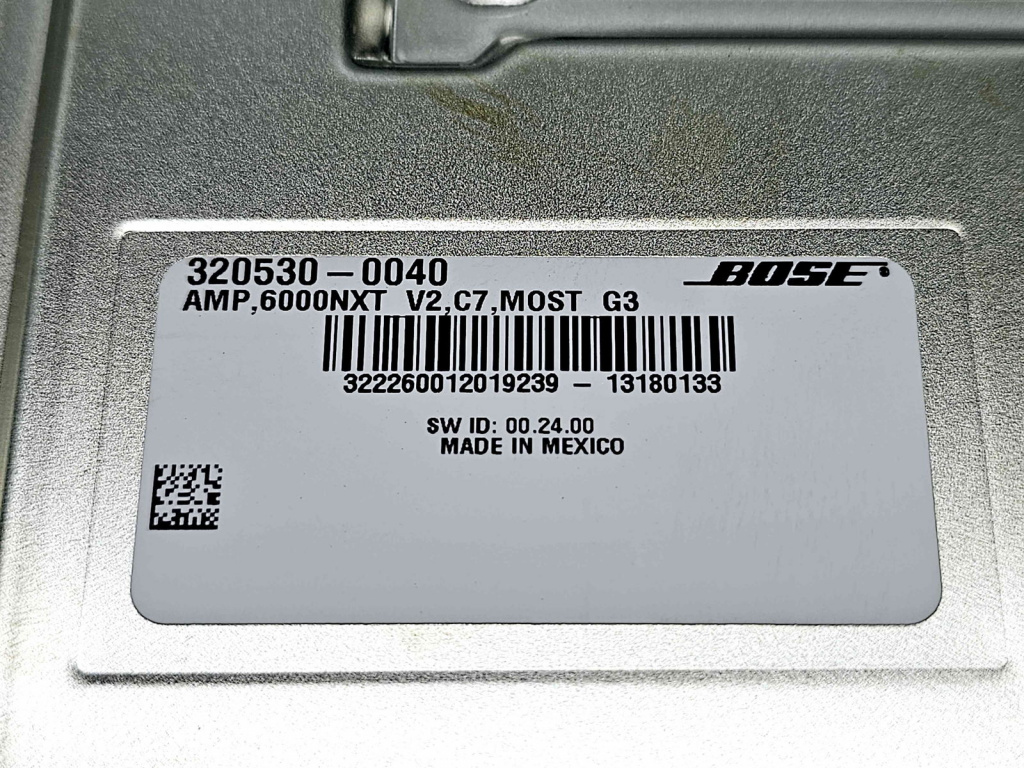 320530-0040 BOSE®
AMP,6000NXT V2,C7,MOST G3
322260012019239 - 13180133
SW ID: 00.24.00
MADE IN MEXICO